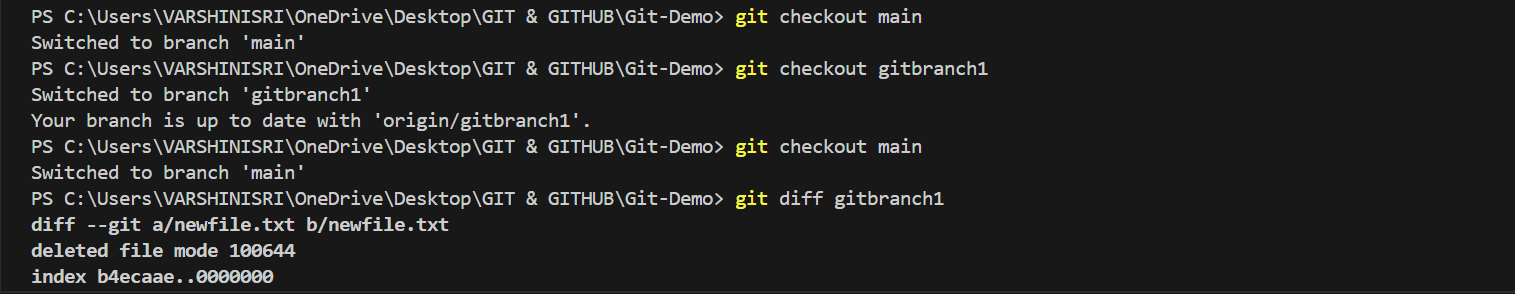 PS C:\Users\VARSHINISRI\OneDrive\Desktop\GIT & GITHUB\Git-Demo> git checkout main
Switched to branch 'main'
PS C:\Users\VARSHINISRI\OneDrive\Desktop\GIT & GITHUB\Git-Demo> git checkout gitbranch1
Switched to branch 'gitbranch1'
Your branch is up to date with 'origin/gitbranch1'.
PS C:\Users\VARSHINISRI\OneDrive\Desktop\GIT & GITHUB\Git-Demo> git checkout main
Switched to branch 'main'
PS C:\Users\VARSHINISRI\OneDrive\Desktop\GIT & GITHUB\Git-Demo> git diff gitbranch1
diff --git a/newfile.txt b/newfile.txt
deleted file mode 100644
index b4ecaae..0000000